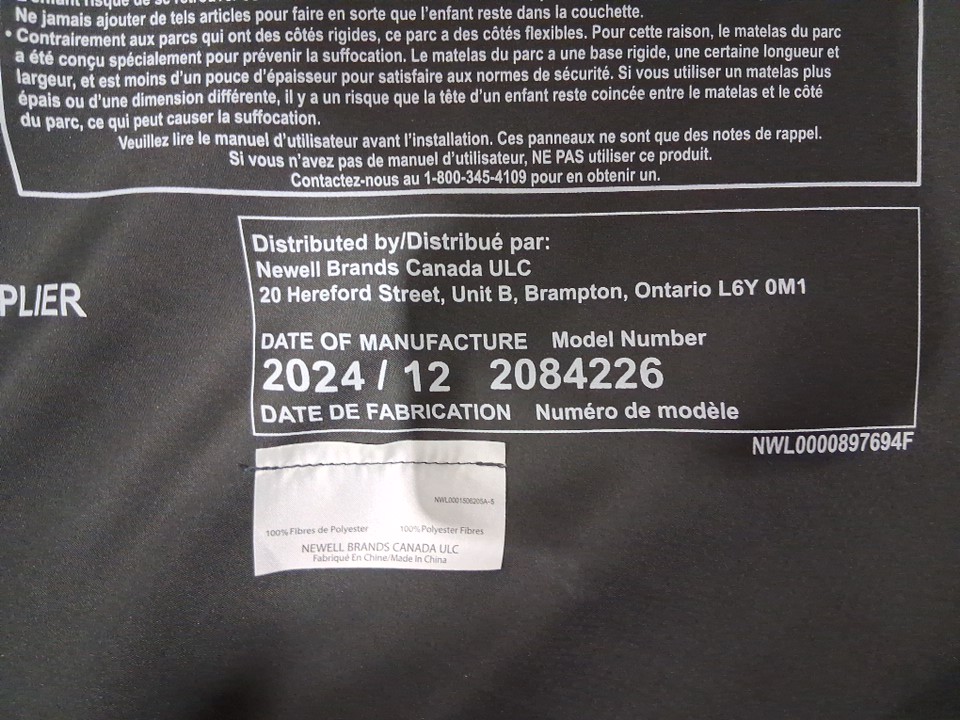 Ne jamais ajouter de tels articles pour faire en sorte que l'enfant reste dans la couchette.
• Contrairement aux parcs qui ont des côtés rigides, ce parc a des côtés flexibles. Pour cette raison, le matelas du parc
a été conçu spécialement pour prévenir la suffocation. Le matelas du parc a une base rigide, une certaine longueur et
largeur, et est moins d'un pouce d'épaisseur pour satisfaire aux normes de sécurité. Si vous utiliser un matelas plus
épais ou d'une dimension différente, il y a un risque que la tête d'un enfant reste coincée entre le matelas et le côté
du parc, ce qui peut causer la suffocation.
Veuillez lire le manuel d'utilisateur avant l'installation. Ces panneaux ne sont que des notes de rappel.
Si vous n'avez pas de manuel d'utilisateur, NE PAS utiliser ce produit.
Contactez-nous au 1-800-345-4109 pour en obtenir un.
PLIER
Distributed by/Distribué par:
Newell Brands Canada ULC
20 Hereford Street, Unit B, Brampton, Ontario L6Y 0M1
DATE OF MANUFACTURE Model Number
2024 / 12 2084226
DATE DE FABRICATION Numéro de modèle
NWL0000897694F
NWL0001506205A-5
100% Fibres de Polyester 100% Polyester Fibres
NEWELL BRANDS CANADA ULC
Fabriqué En Chine/Made In China